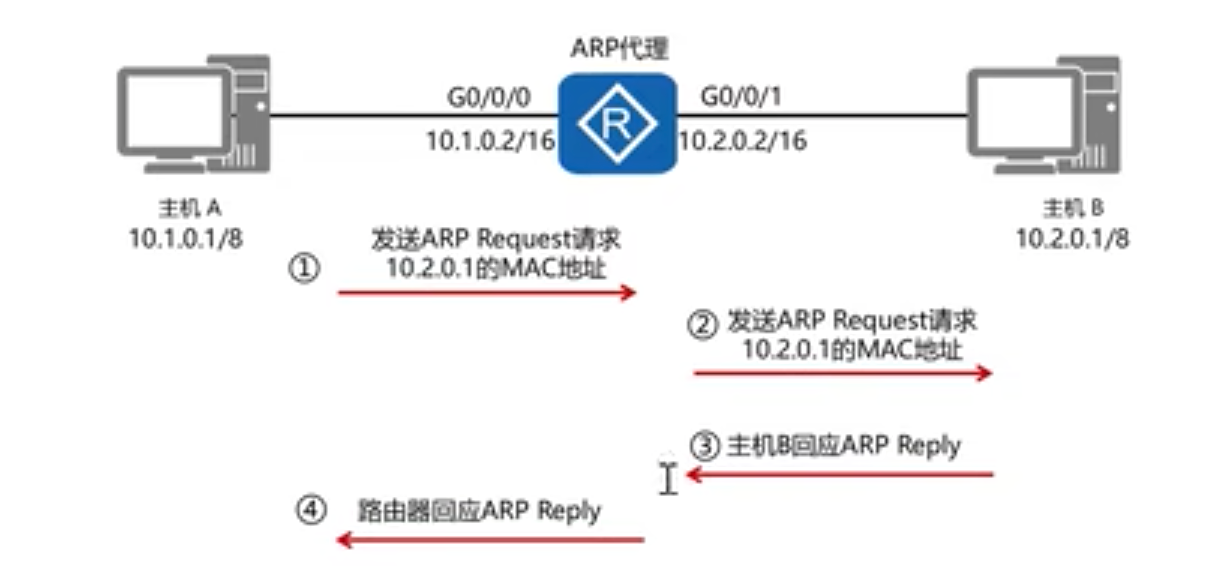 ARP代理
G0/0/0
G0/0/1
R
10.1.0.2/16
10.2.0.2/16
主机 A
10.1.0.1/8
主机 B
10.2.0.1/8
① 发送ARP Request请求
10.2.0.1的MAC地址
② 发送ARP Request请求
10.2.0.1的MAC地址
③ 主机B回应ARP Reply
④ 路由器回应ARP Reply